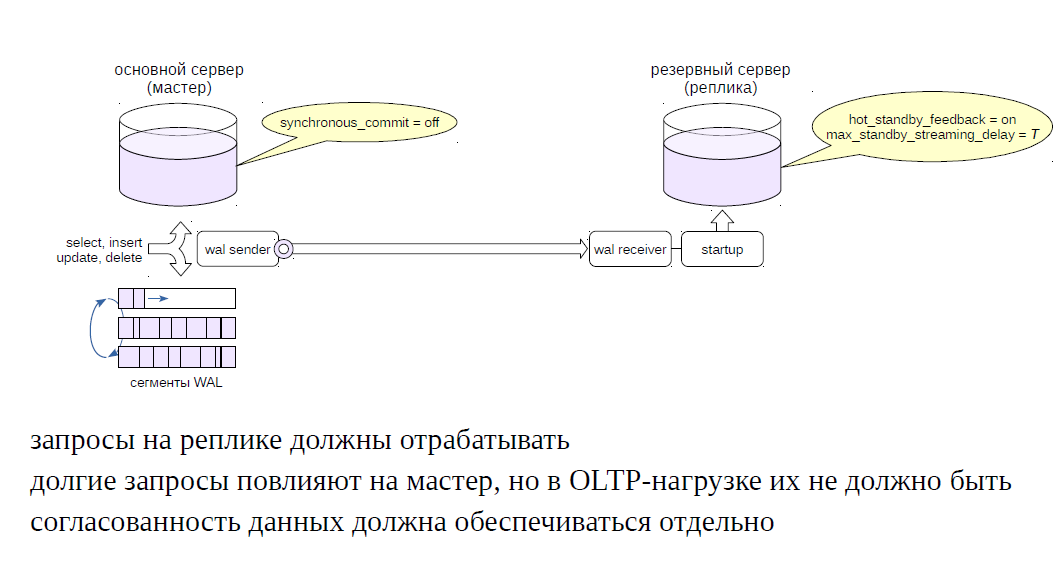 основной сервер
(мастер)
резервный сервер
(реплика)
synchronous_commit = off
hot_standby_feedback = on
max_standby_streaming_delay = T
select, insert
update, delete
wal sender
wal receiver
startup
сегменты WAL
запросы на реплике должны отрабатывать
долгие запросы повлияют на мастер, но в OLTP-нагрузке их не должно быть
согласованность данных должна обеспечиваться отдельно